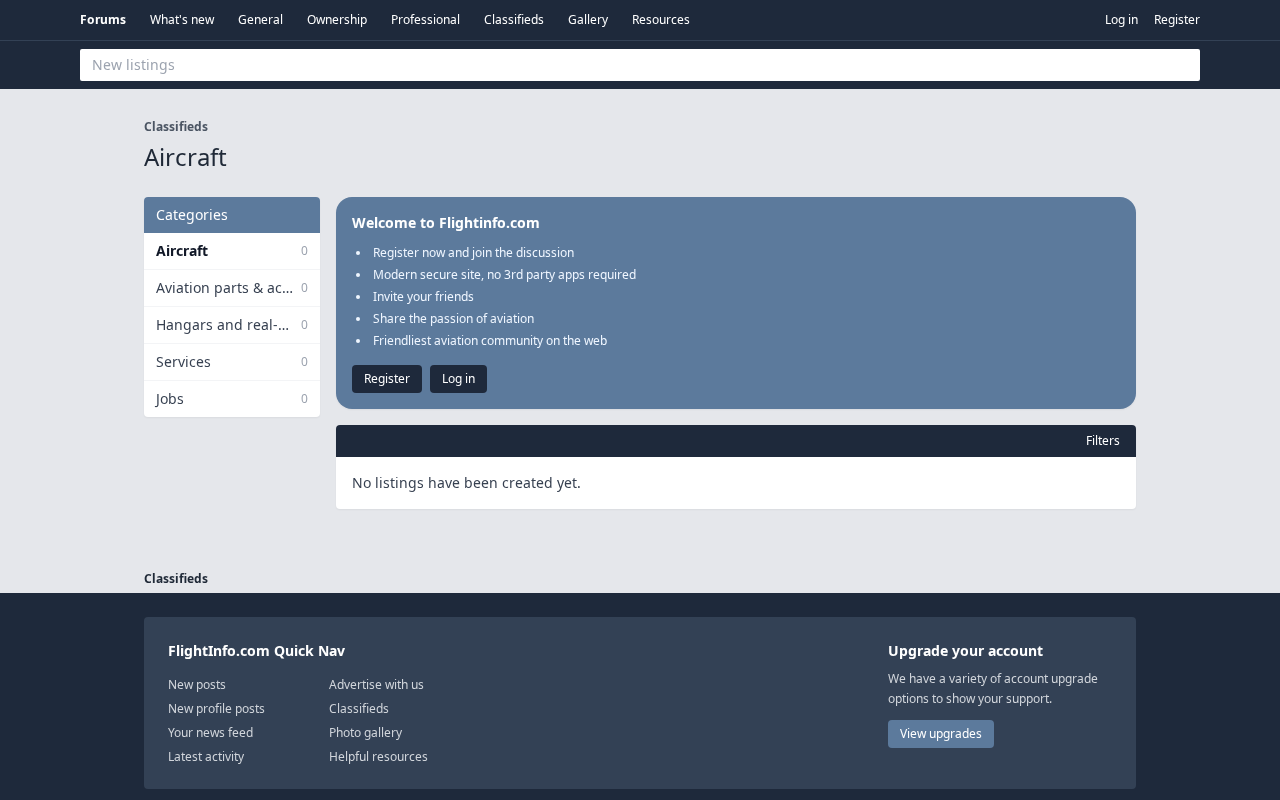 Forums What's new General Ownership Professional Classifieds Gallery Resources Log in Register
New listings
Classifieds
Aircraft
Categories
Aircraft 0
Aviation parts & ac... 0
Hangars and real-... 0
Services 0
Jobs 0
Welcome to Flightinfo.com
• Register now and join the discussion
• Modern secure site, no 3rd party apps required
• Invite your friends
• Share the passion of aviation
• Friendliest aviation community on the web
Register Log in
Filters
No listings have been created yet.
Classifieds
FlightInfo.com Quick Nav
New posts
New profile posts
Your news feed
Latest activity
Advertise with us
Classifieds
Photo gallery
Helpful resources
Upgrade your account
We have a variety of account upgrade
options to show your support.
View upgrades